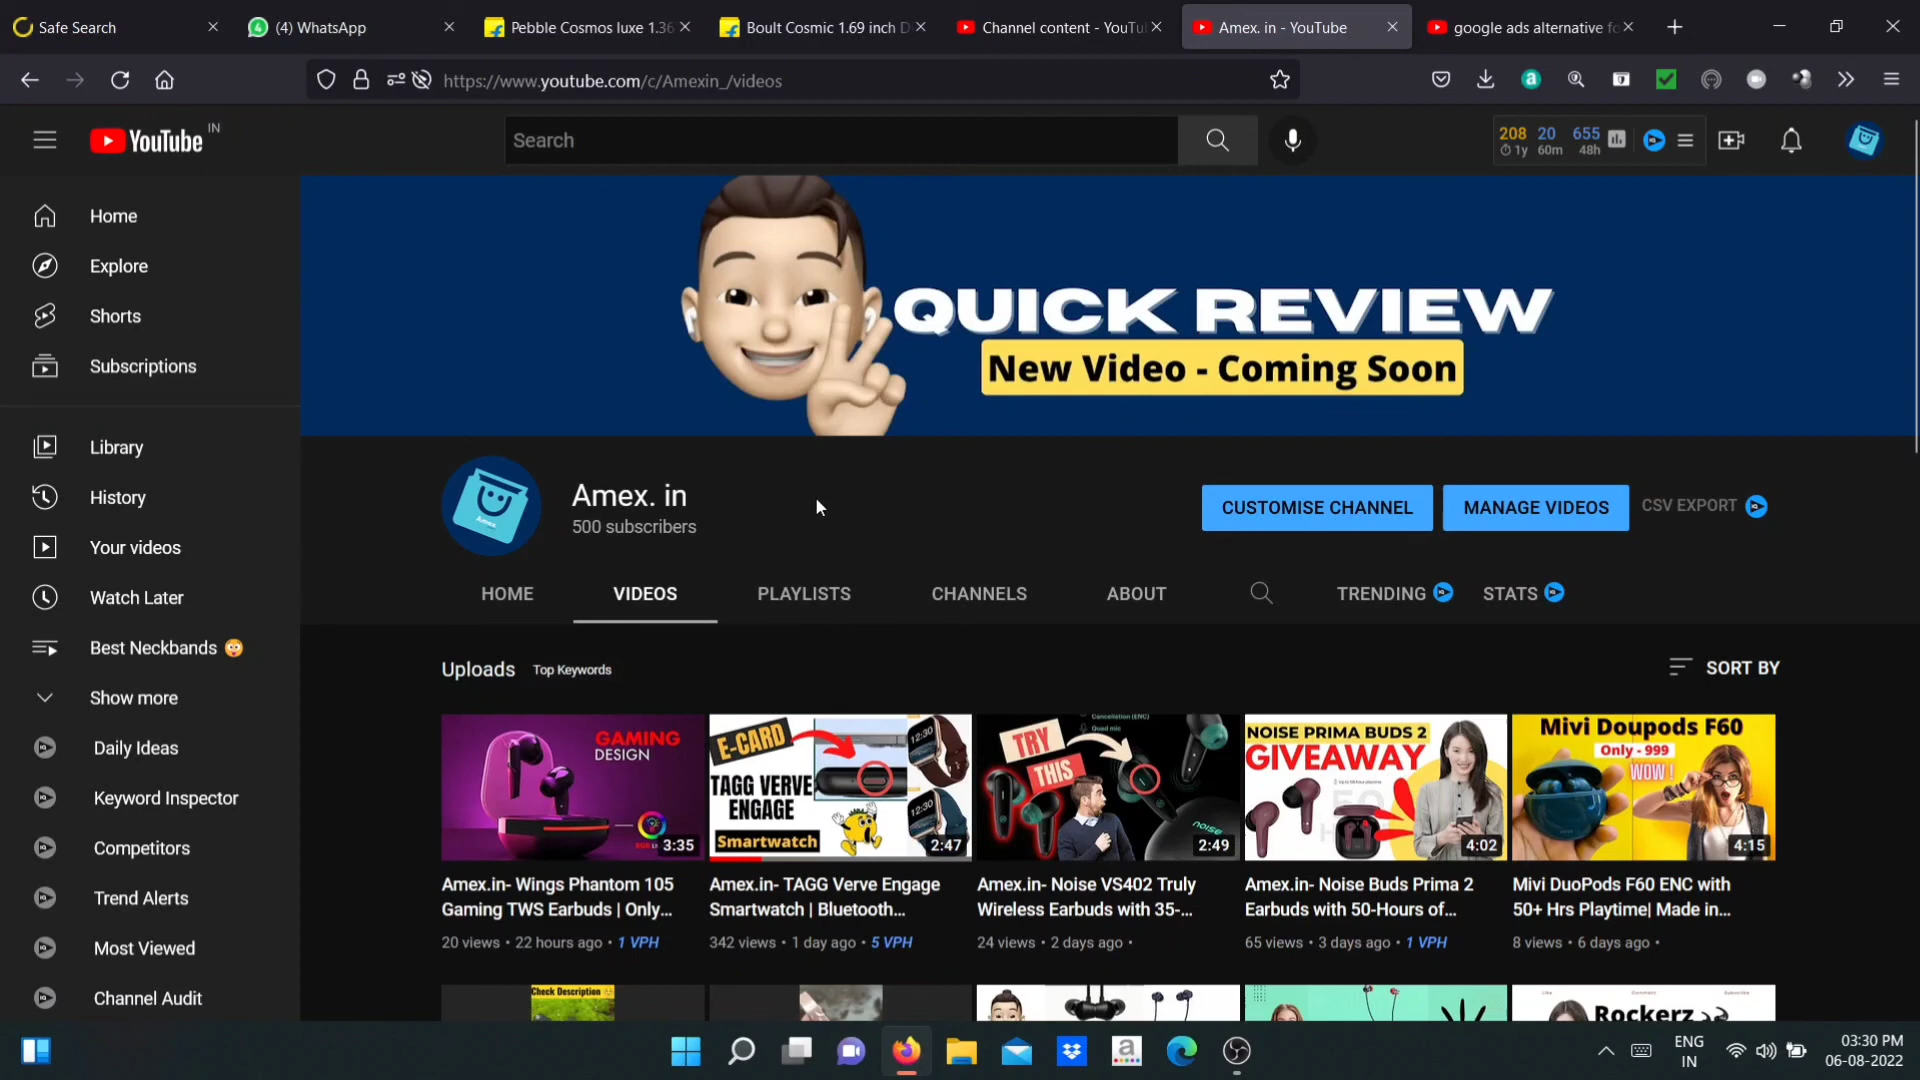 Safe Search
(4) WhatsApp
Pebble Cosmos luxe 1.36
Boult Cosmic 1.69 inch D
Channel content - YouTu
Amex. in - YouTube
google ads alternative fo
https://www.youtube.com/c/Amexin_/videos
YouTube IN
Search
208 20 655
1y 60m 48h
Home
Explore
Shorts
Subscriptions
Library
History
Your videos
Watch Later
Best Neckbands
Show more
Daily Ideas
Keyword Inspector
Competitors
Trend Alerts
Most Viewed
Channel Audit
QUICK REVIEW
New Video - Coming Soon
Amex. in
500 subscribers
CUSTOMISE CHANNEL
MANAGE VIDEOS
CSV EXPORT
HOME
VIDEOS
PLAYLISTS
CHANNELS
ABOUT
TRENDING
STATS
Uploads
Top Keywords
SORT BY
GAMING
DESIGN
3:35
E-CARD
TAGG VERVE
ENGAGE
Smartwatch
12:30
12:30
2:47
Cancellation (ENC)
Quad mic
TRY
THIS
noise
2:49
NOISE PRIMA BUDS 2
GIVEAWAY
4:02
Mivi Doupods F60
Only - 999
WOW !
4:15
Amex.in- Wings Phantom 105
Gaming TWS Earbuds | Only...
20 views • 22 hours ago • 1 VPH
Amex.in- TAGG Verve Engage
Smartwatch | Bluetooth...
342 views • 1 day ago • 5 VPH
Amex.in- Noise VS402 Truly
Wireless Earbuds with 35-...
24 views • 2 days ago •
Amex.in- Noise Buds Prima 2
Earbuds with 50-Hours of...
65 views • 3 days ago • 1 VPH
Mivi DuoPods F60 ENC with
50+ Hrs Playtime| Made in...
8 views • 6 days ago •
Check Description
Rockerz
ENG
IN
03:30 PM
06-08-2022